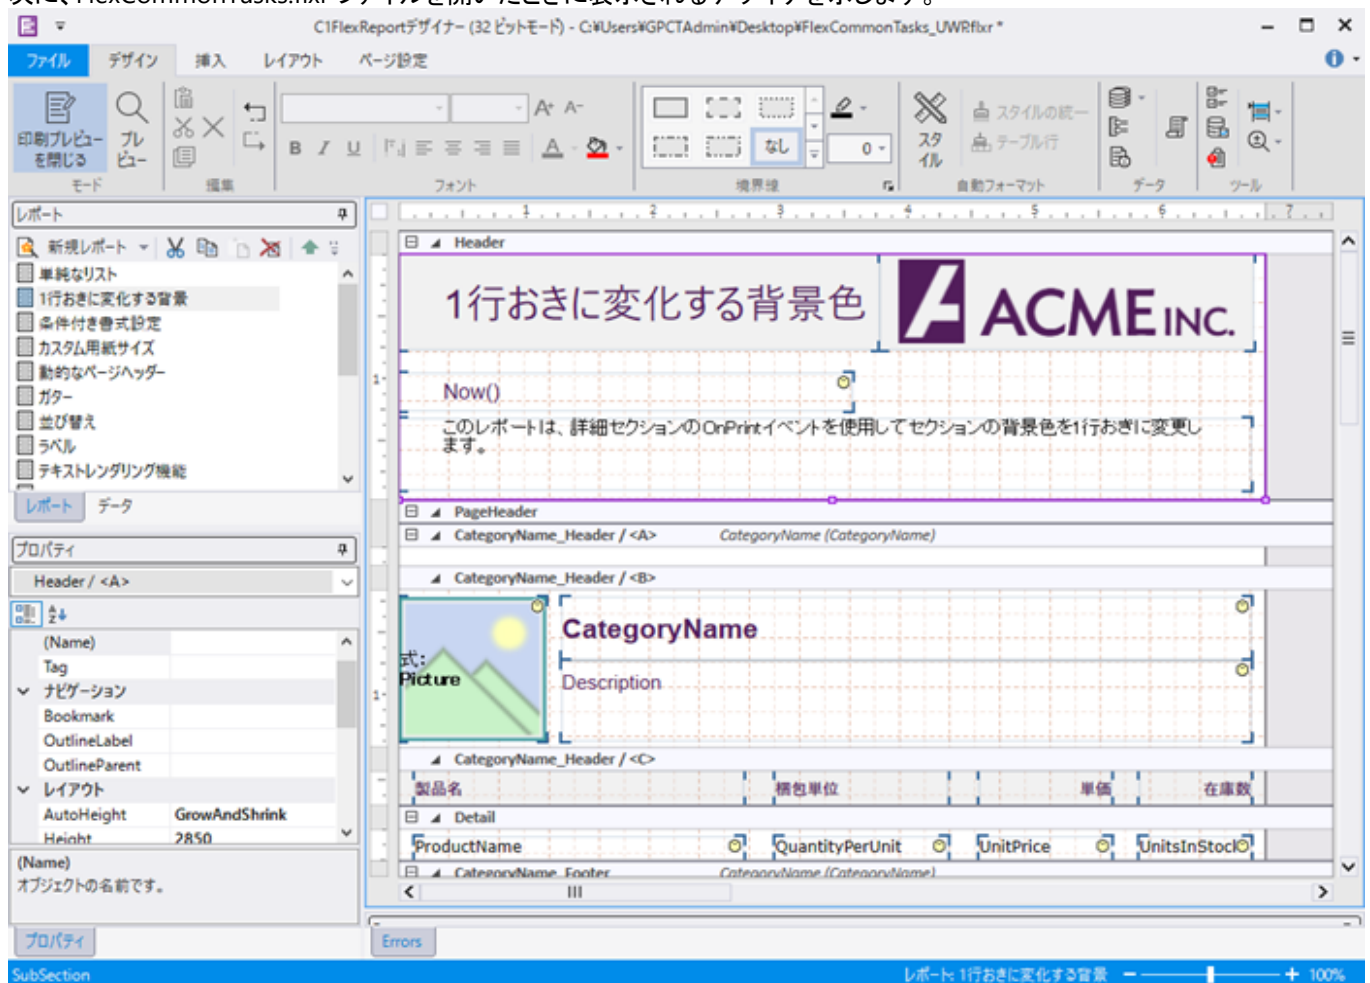 C1FlexReportデザイナー (32 ビットモード) - C:¥Users¥GPCTAdmin¥Desktop¥FlexCommonTasks_UWRflxr *
ファイル デザイン 挿入 レイアウト ページ設定
印刷プレビューを閉じる
プレビュー
A A
B I U
A
なし
0
スタイル
スタイルの統一
テーブル行
モード 編集 フォント 境界線 自動フォーマット データ ツール
レポート
新規レポート
単純なリスト
1行おきに変化する背景
条件付き書式設定
カスタム用紙サイズ
動的なページヘッダー
ガター
並び替え
ラベル
テキストレンダリング機能
レポート データ
プロパティ
Header / <A>
(Name)
Tag
ナビゲーション
Bookmark
OutlineLabel
OutlineParent
レイアウト
AutoHeight GrowAndShrink
Height 2850
(Name)
オブジェクトの名前です。
プロパティ
1 2 3 4 5 6 7
Header
1行おきに変化する背景色
ACME INC.
1
Now()
このレポートは、詳細セクションのOnPrintイベントを使用してセクションの背景色を1行おきに変更し
ます。
PageHeader
CategoryName_Header / <A> CategoryName (CategoryName)
CategoryName_Header / <B>
CategoryName
式:
Picture
Description
1
CategoryName_Header / <C>
製品名 梱包単位 単価 在庫数
Detail
ProductName QuantityPerUnit UnitPrice UnitsInStock
CategoryName_Footer CategoryName (CategoryName)
Errors
SubSection レポート: 1行おきに変化する背景 100%